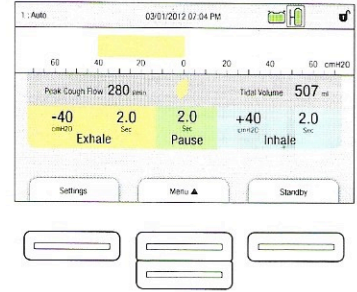 1 : Auto 03/01/2012 07:04 PM
60 40 20 0 20 40 60 cmH2O
Peak Cough Flow 280 Tidal Volume 507 ml
-40 2.0 2.0 +40 2.0
cmH2O Sec Sec cmH2O Sec
Exhale Pause Inhale
Settings Menu ▲ Standby